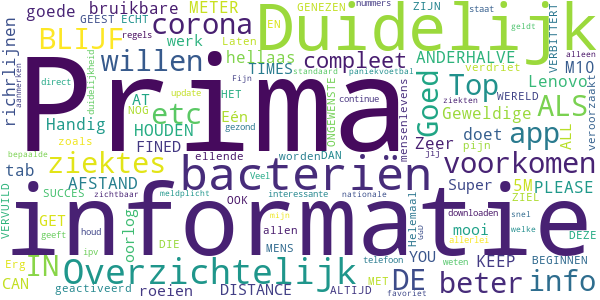 goede bruikbare METER GENEZEN ZIJN nummers
GEEST ECHT EN staat
BLIJF corona Duidelijk
regels Laten geldt
richrlijnen werk ANDERHALVE VERBITTERT
duidelijkheid willen hellaas compleet verdriet alleen
Prima TIMES Lenovo M10
direct Fijn standaard paniekvoetbal
aanmerken update continue ziekten
AT HET Goed Top WERELD veroorzaakt
etc ONGEWENSTE mensenlevens ALS
Handig NOG Eén Geweldige
HOUDEN gezond app ALL
FINED Zeer doet pijn
zoals ziektes ellende worden DAN jij voorkomen
bepaalde bacteriën
tab AFSTAND Veel interessante Super 5M PLEASE
SUCCES meldplicht nationale ZIEL
VERVUILD zichtbaar OOK Helemaal mijn
informatie
GET oorlog allen GGD downloaden snel
houd MENS mooi allerlei welke
geeft ipv DIE telefoon YOU DEZE
Erg IN Overzichtelijk DE KEEP weten BEGINNEN
CAN roeien DISTANCE MET beter info
geactiveerd ALTIJD favoriet